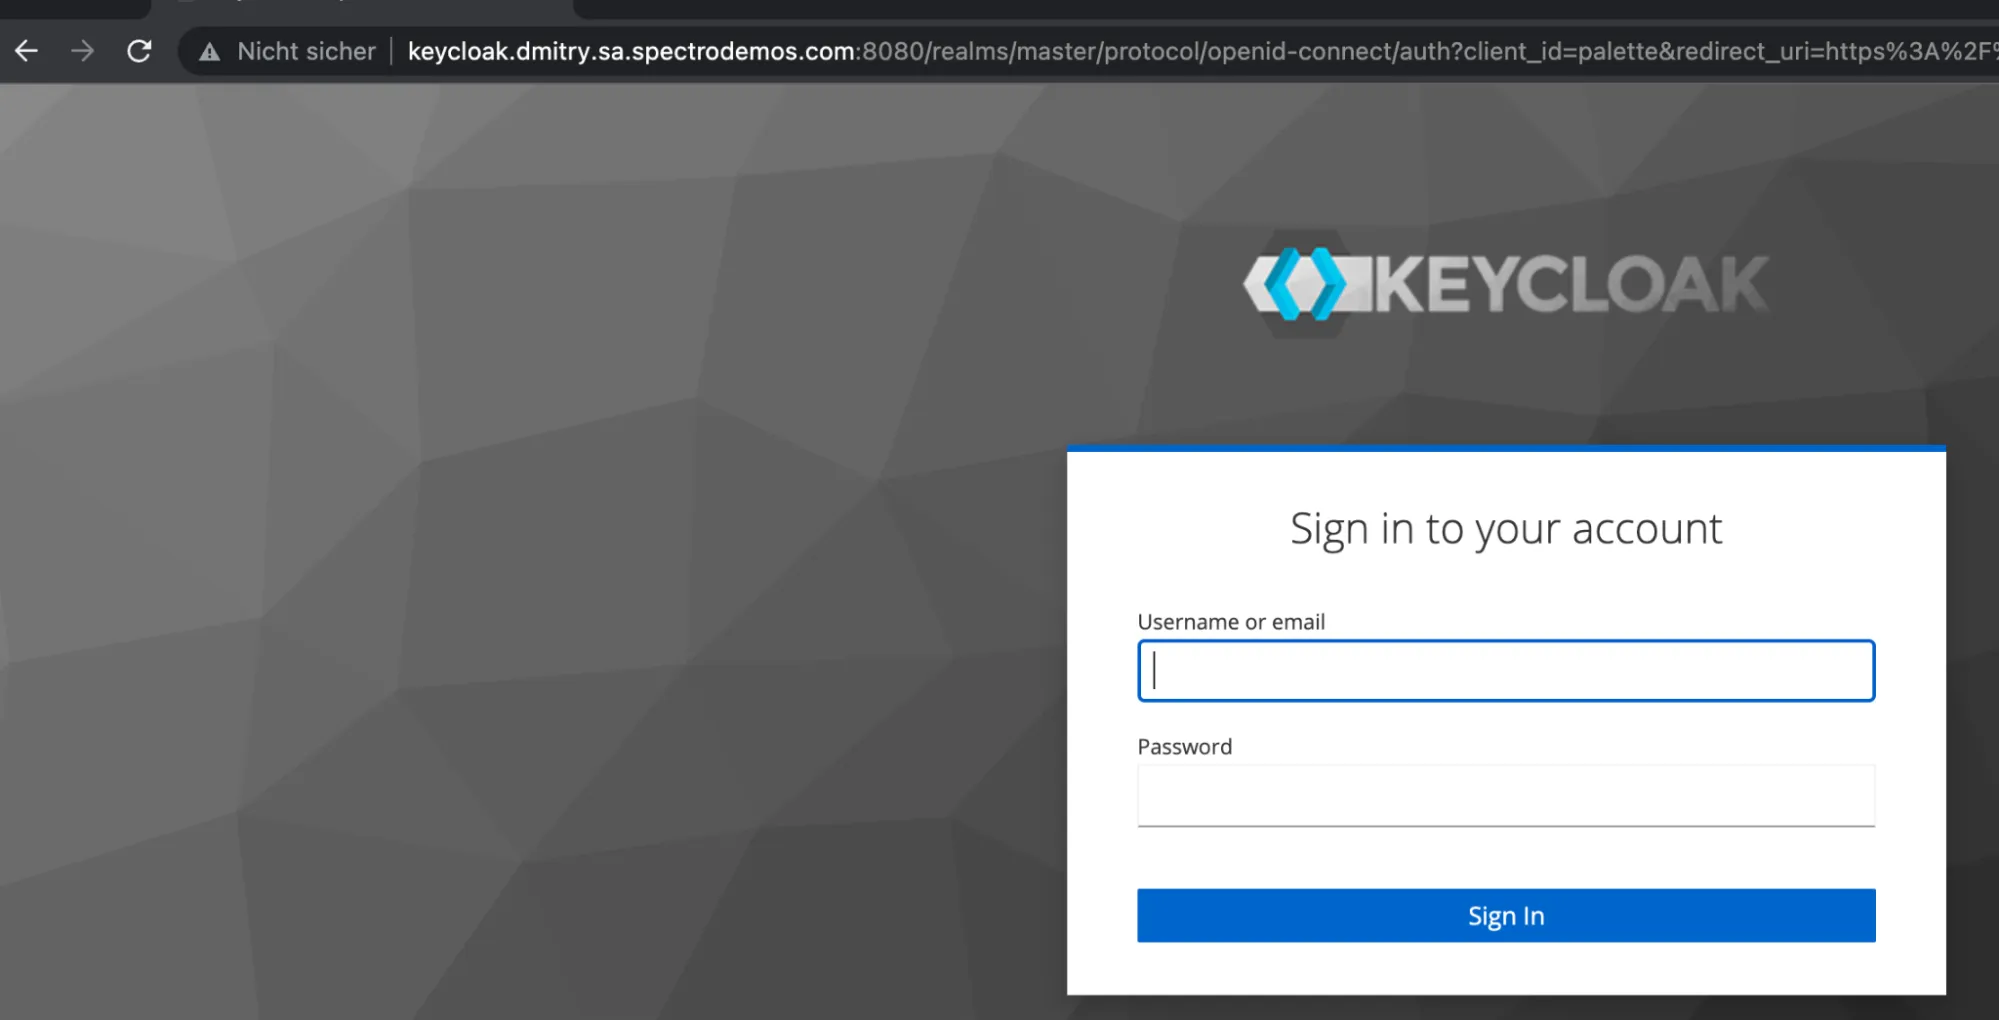 Nicht sicher keycloak.dmitry.sa.spectrodemos.com:8080/realms/master/protocol/openid-connect/auth?client_id=palette&redirect_uri=https%3A%2F%
KEYCLOAK
Sign in to your account
Username or email
Password
Sign In